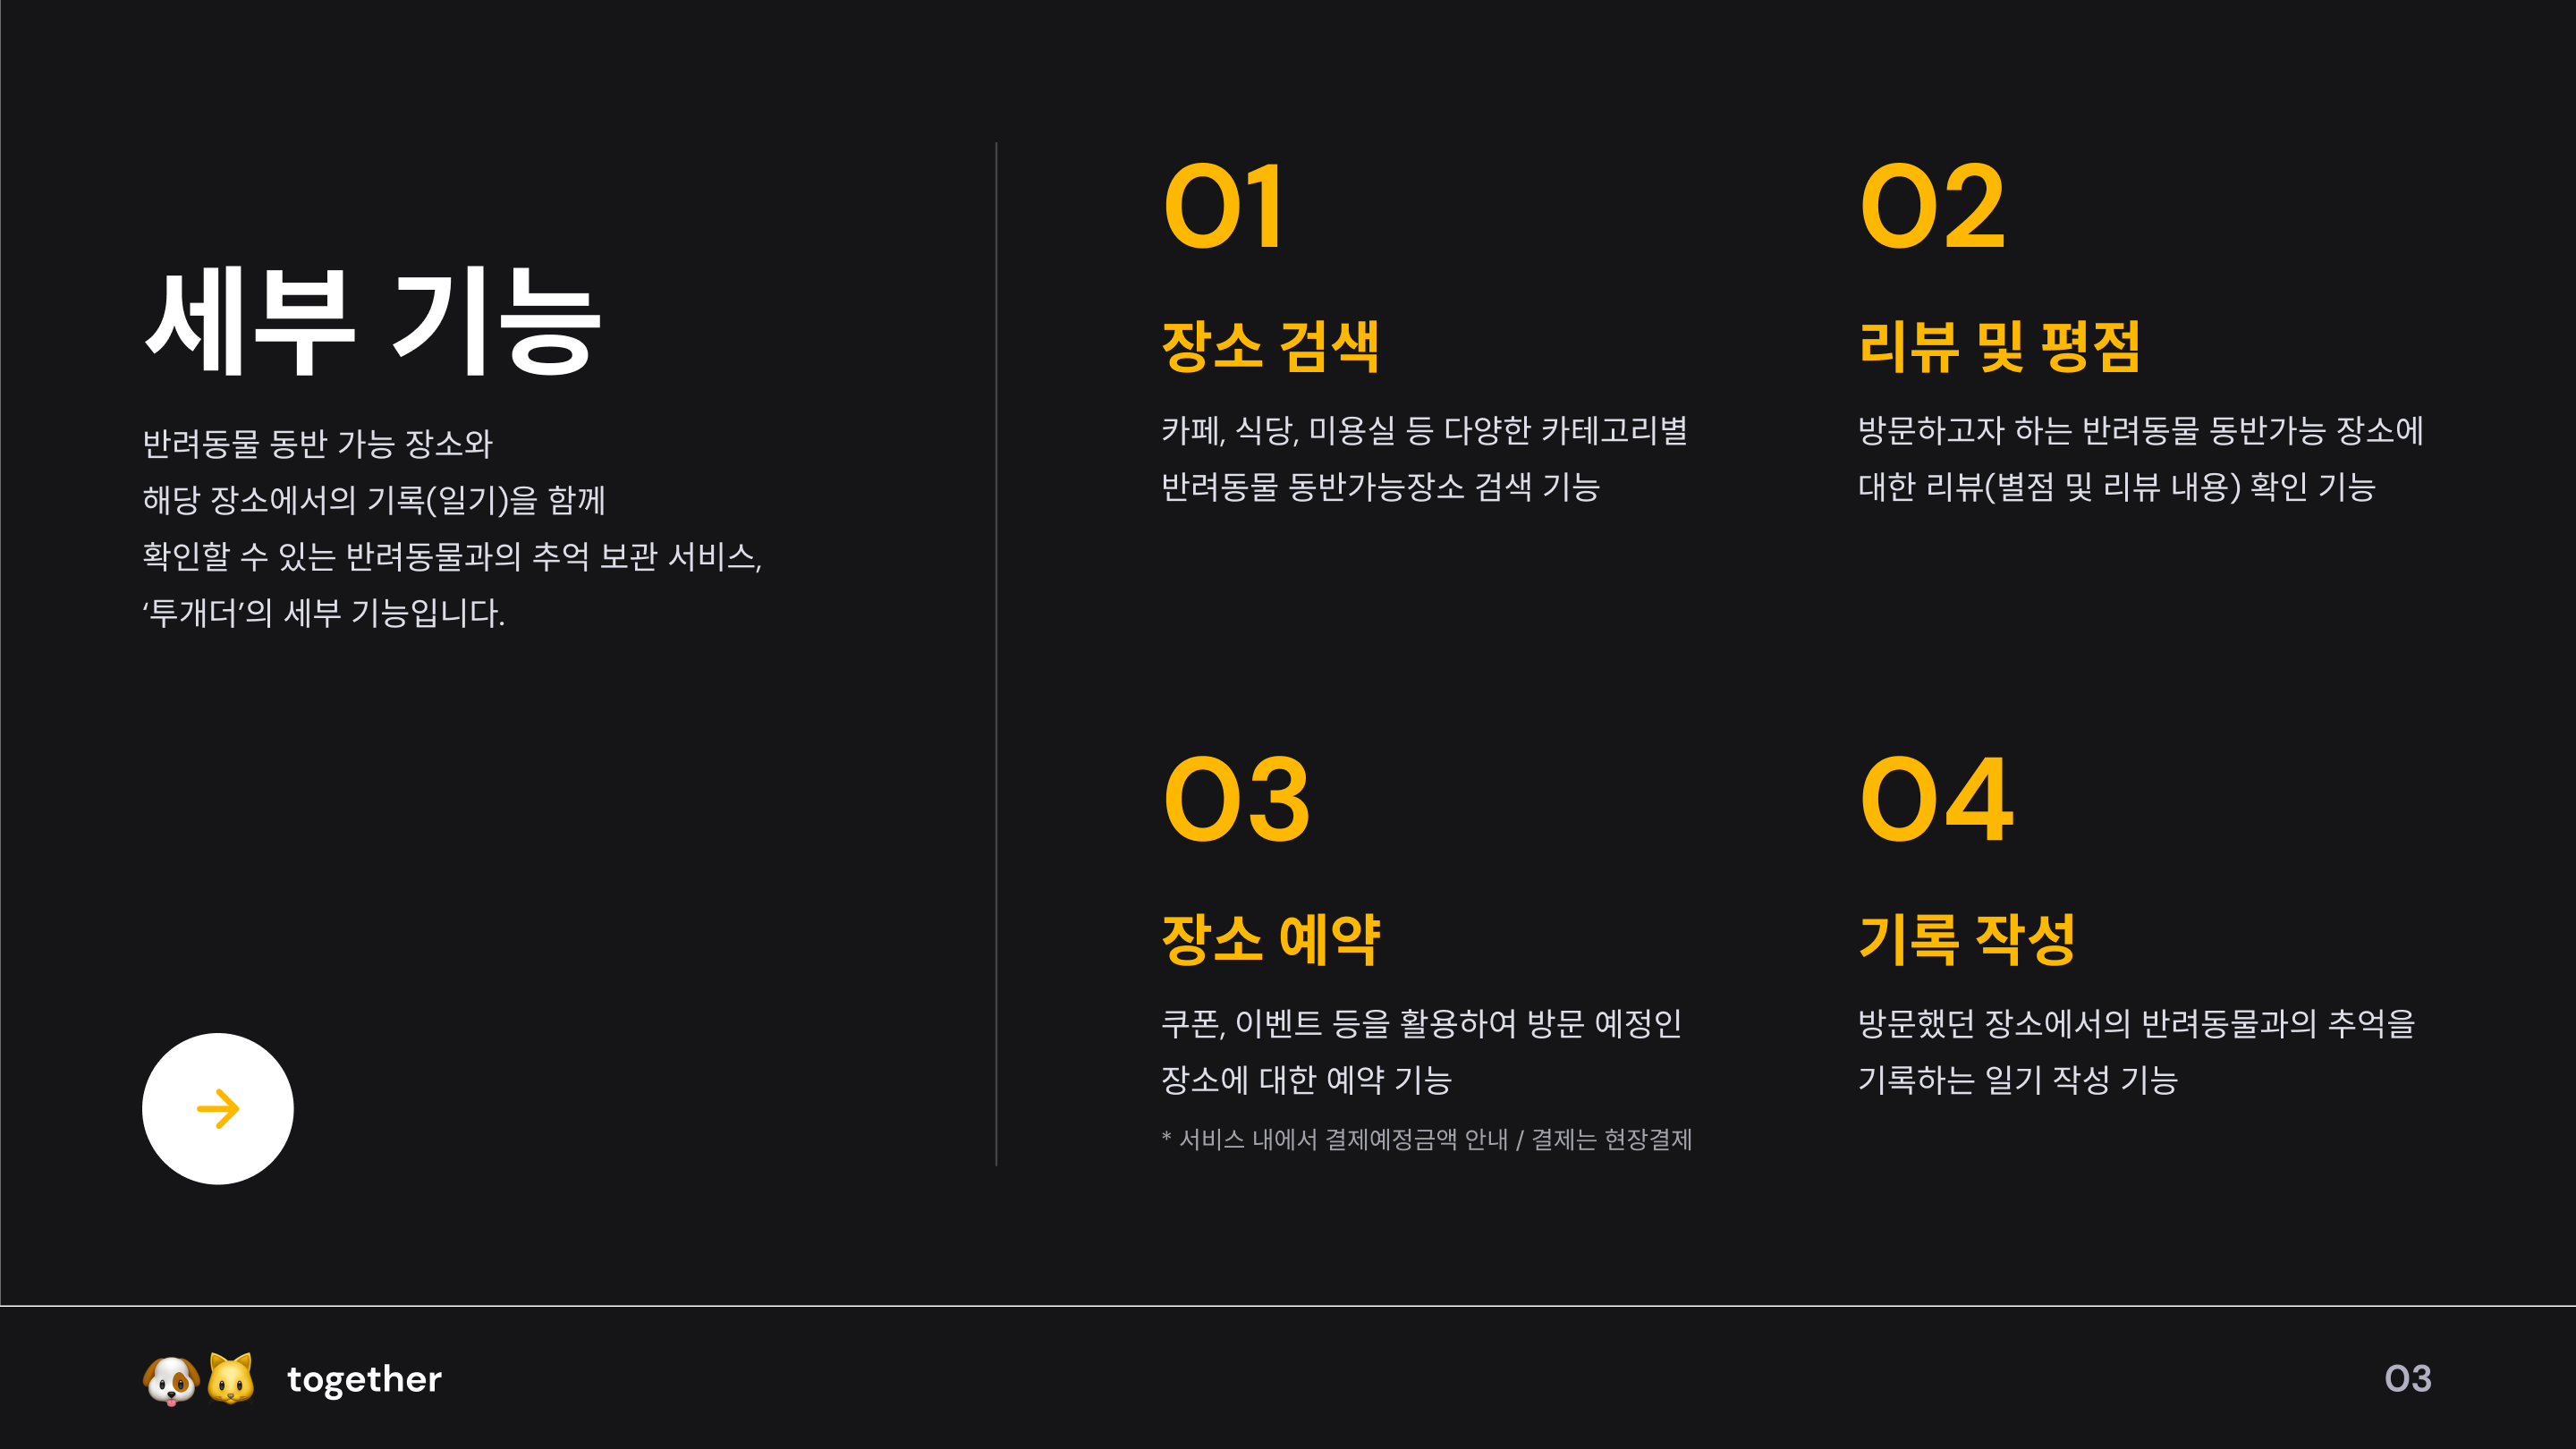 세부 기능
반려동물 동반 가능 장소와
해당 장소에서의 기록(일기)을 함께
확인할 수 있는 반려동물과의 추억 보관 서비스,
‘투개더’의 세부 기능입니다.
01
장소 검색
카페, 식당, 미용실 등 다양한 카테고리별
반려동물 동반가능장소 검색 기능
02
리뷰 및 평점
방문하고자 하는 반려동물 동반가능 장소에
대한 리뷰(별점 및 리뷰 내용) 확인 기능
03
장소 예약
쿠폰, 이벤트 등을 활용하여 방문 예정인
장소에 대한 예약 기능
* 서비스 내에서 결제예정금액 안내 / 결제는 현장결제
04
기록 작성
방문했던 장소에서의 반려동물과의 추억을
기록하는 일기 작성 기능
together
03